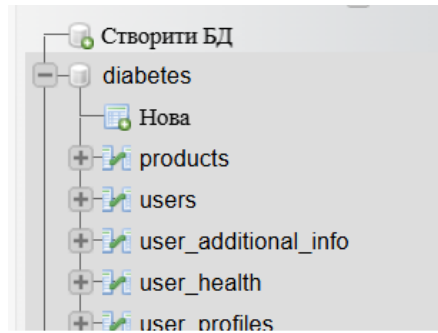 Створити БД
diabetes
Нова
products
users
user_additional_info
user_health
user_profiles